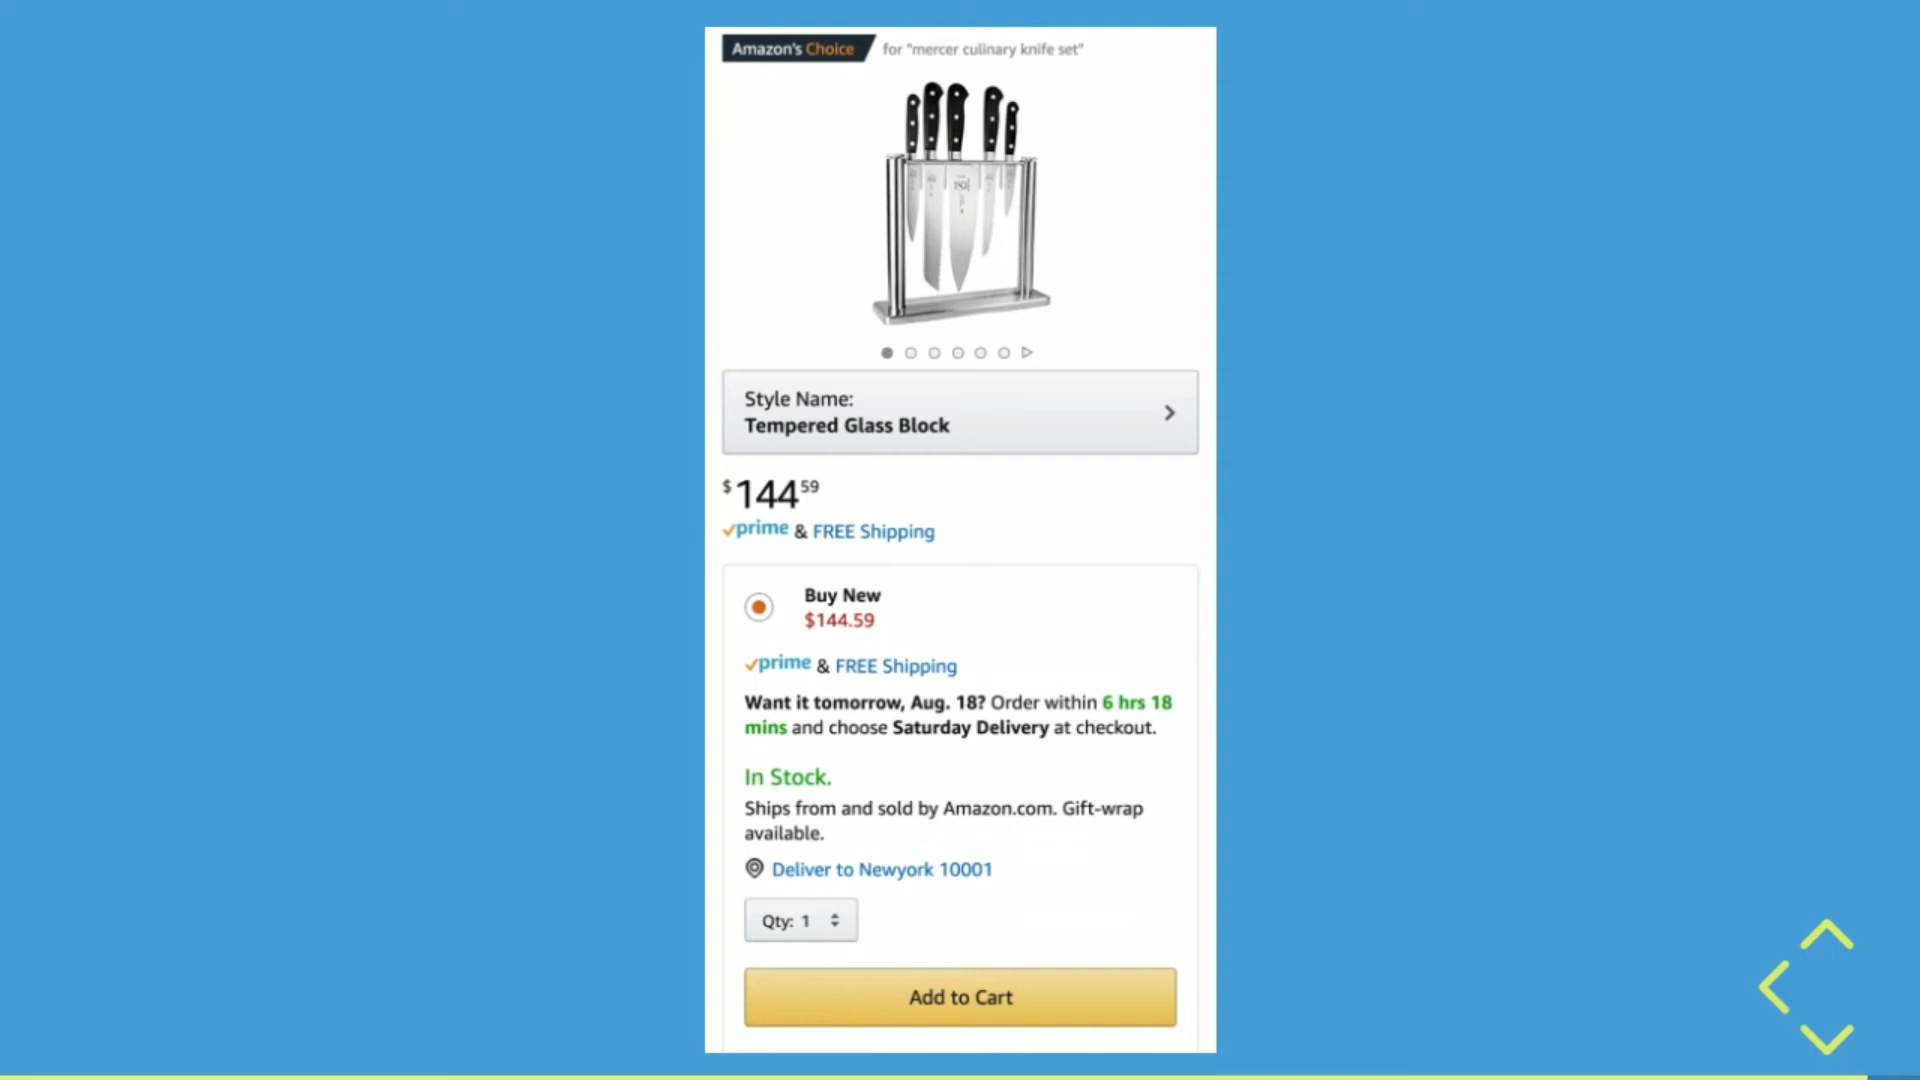 Amazon's Choice for "mercer culinary knife set"
Style Name:
Tempered Glass Block
$144 59
prime & FREE Shipping
Buy New
$144.59
prime & FREE Shipping
Want it tomorrow, Aug. 18? Order within 6 hrs 18
mins and choose Saturday Delivery at checkout.
In Stock.
Ships from and sold by Amazon.com. Gift-wrap
available.
Deliver to Newyork 10001
Qty: 1
Add to Cart